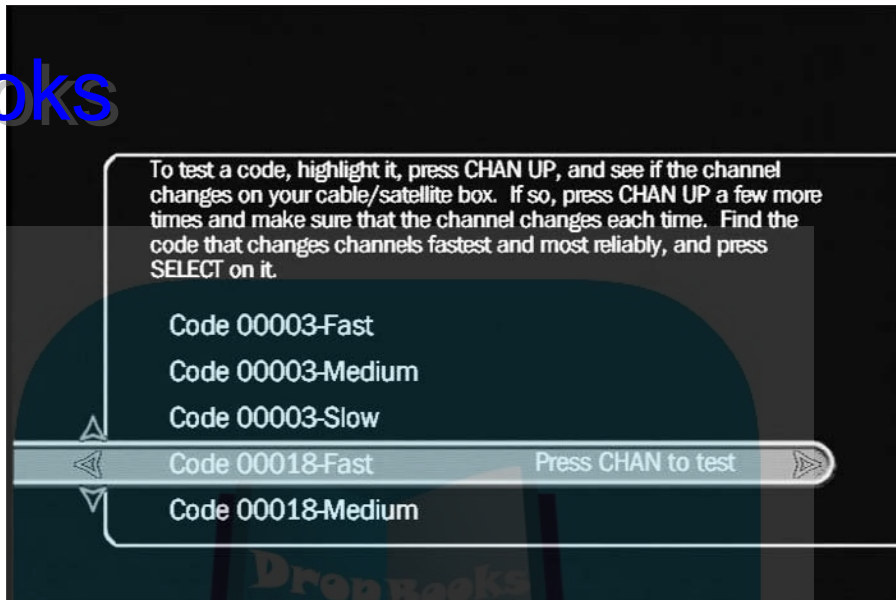 oks
To test a code, highlight it, press CHAN UP, and see if the channel
changes on your cable/satellite box. If so, press CHAN UP a few more
times and make sure that the channel changes each time. Find the
code that changes channels fastest and most reliably, and press
SELECT on it.
Code 00003-Fast
Code 00003-Medium
Code 00003-Slow
Code 00018-Fast Press CHAN to test
Code 00018-Medium
DropBooks